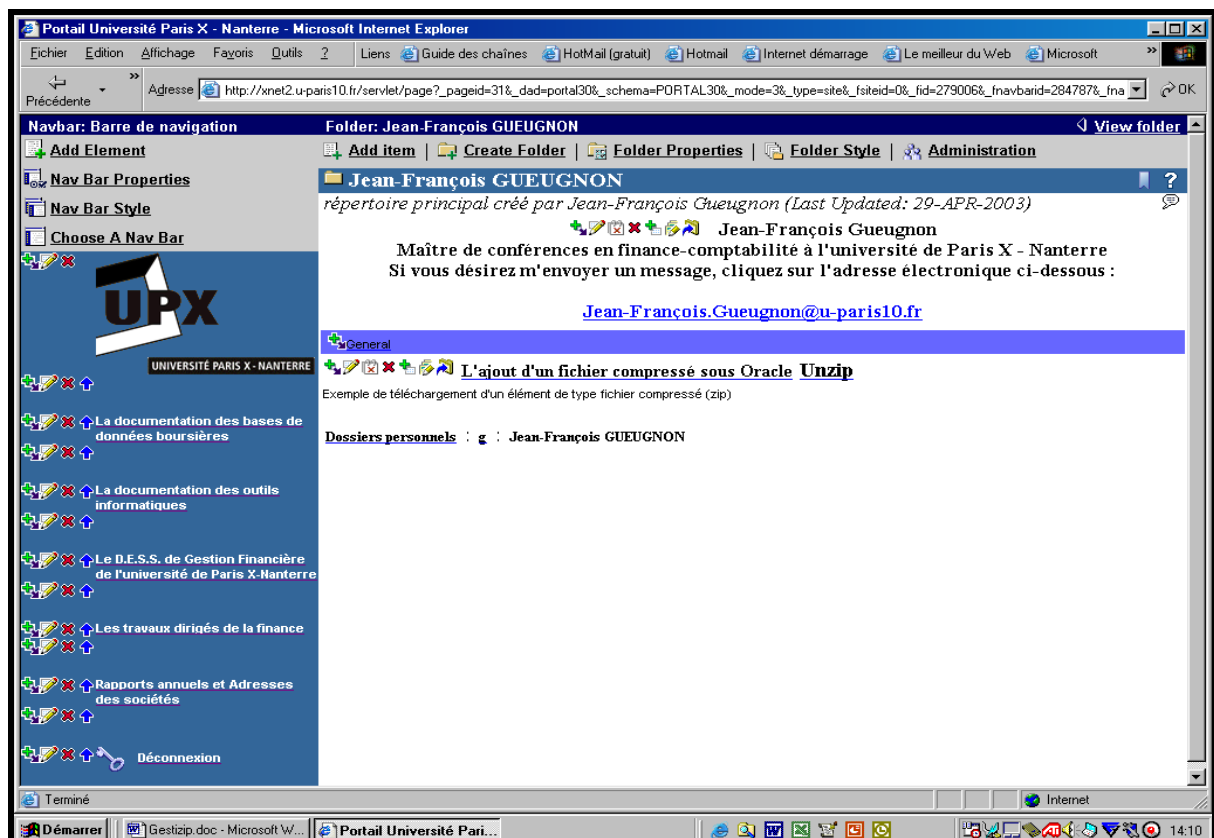 Portail Université Paris X - Nanterre - Microsoft Internet Explorer
Fichier Edition Affichage Favoris Outils ? Liens Guide des chaînes HotMail (gratuit) Hotmail Internet démarrage Le meilleur du Web Microsoft »
Précédente » Adresse http://xnet2.u-paris10.fr/servlet/page?_pageid=31&_dad=portal30&_schema=PORTAL30&_mode=3&_type=site&_fsiteid=0&_fid=279006&_fnavbarid=284787&_fna OK
Navbar: Barre de navigation
Add Element
Nav Bar Properties
Nav Bar Style
Choose A Nav Bar
UPX
UNIVERSITÉ PARIS X - NANTERRE
La documentation des bases de
données boursières
La documentation des outils
informatiques
Le D.E.S.S. de Gestion Financière
de l'université de Paris X-Nanterre
Les travaux dirigés de la finance
Rapports annuels et Adresses
des sociétés
Déconnexion
Folder: Jean-François GUEUGNON View folder
Add item | Create Folder | Folder Properties | Folder Style | Administration
Jean-François GUEUGNON ?
répertoire principal créé par Jean-François Gueugnon (Last Updated: 29-APR-2003)
Jean-François Gueugnon
Maître de conférences en finance-comptabilité à l'université de Paris X - Nanterre
Si vous désirez m'envoyer un message, cliquez sur l'adresse électronique ci-dessous :
Jean-François.Gueugnon@u-paris10.fr
General
L'ajout d'un fichier compressé sous Oracle Unzip
Exemple de téléchargement d'un élément de type fichier compressé (zip)
Dossiers personnels : g : Jean-François GUEUGNON
Terminé Internet
Démarrer Gestizip.doc - Microsoft W... Portail Université Pari... 14:10